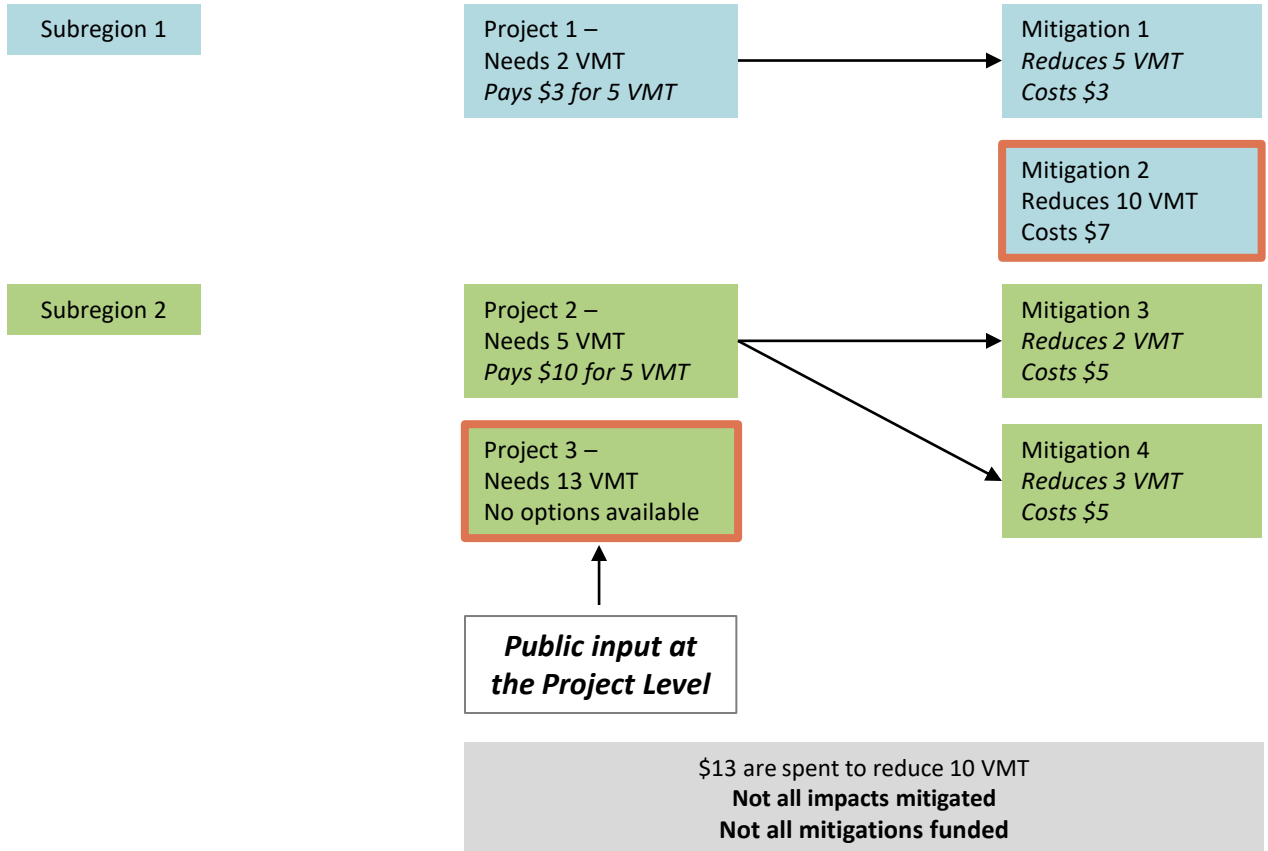 Subregion 1
Project 1 –
Needs 2 VMT
Pays $3 for 5 VMT
Mitigation 1
Reduces 5 VMT
Costs $3
Mitigation 2
Reduces 10 VMT
Costs $7
Subregion 2
Project 2 –
Needs 5 VMT
Pays $10 for 5 VMT
Mitigation 3
Reduces 2 VMT
Costs $5
Project 3 –
Needs 13 VMT
No options available
Mitigation 4
Reduces 3 VMT
Costs $5
Public input at
the Project Level
$13 are spent to reduce 10 VMT
Not all impacts mitigated
Not all mitigations funded